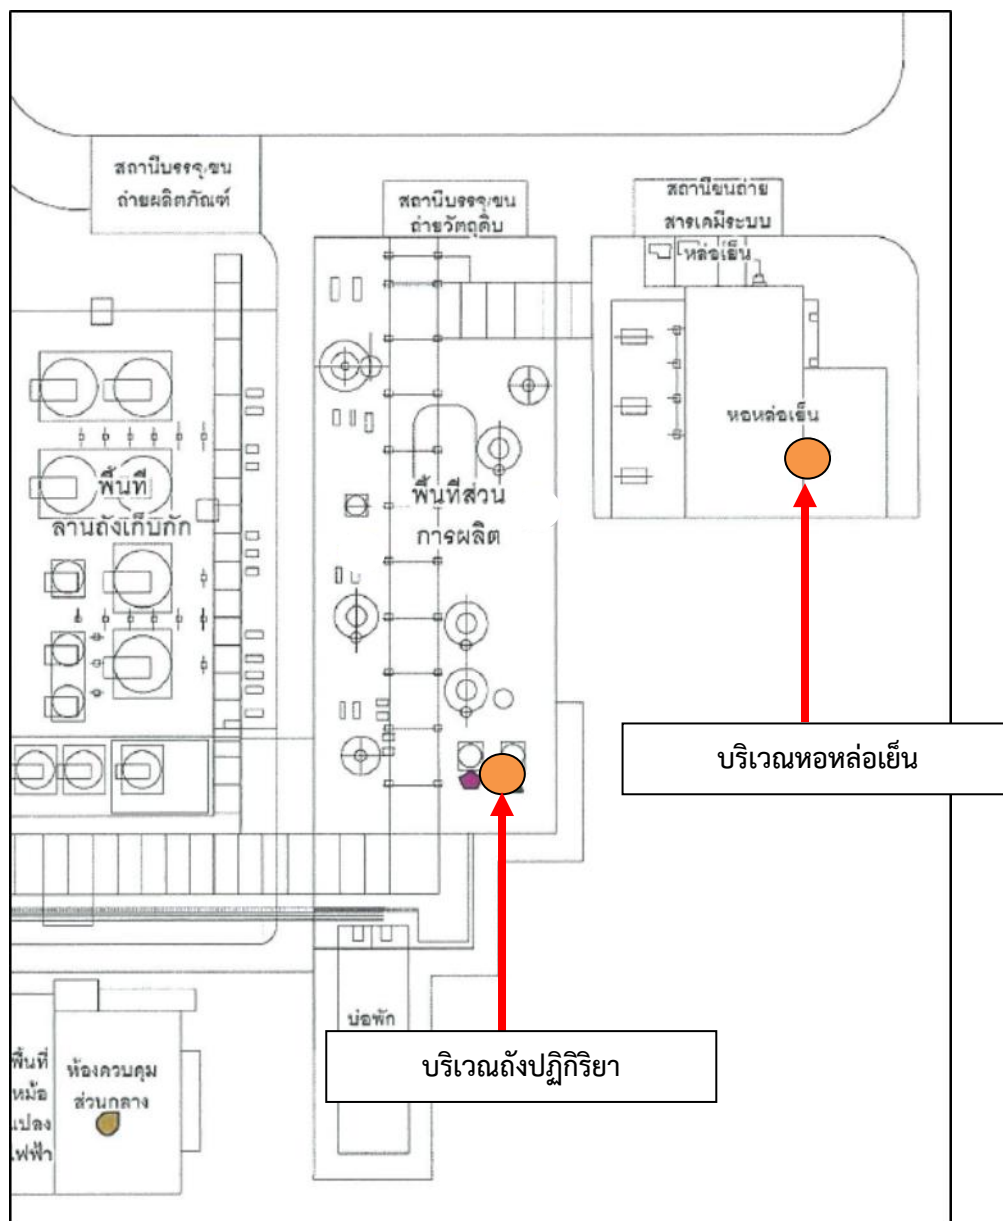 สถานีบรรจุ/ขน
ถ่ายผลิตภัณฑ์
สถานีบรรจุ/ขน
ถ่ายวัตถุดิบ
สถานีขนถ่าย
สารเคมีระบบ
หล่อเย็น
หอหล่อเย็น
พื้นที่
ลานถังเก็บกัก
พื้นที่ส่วน
การผลิต
บริเวณหอหล่อเย็น
บ่อพัก
บริเวณถังปฏิกิริยา
พื้นที่
หม้อ
แปลง
ไฟฟ้า
ห้องควบคุม
ส่วนกลาง